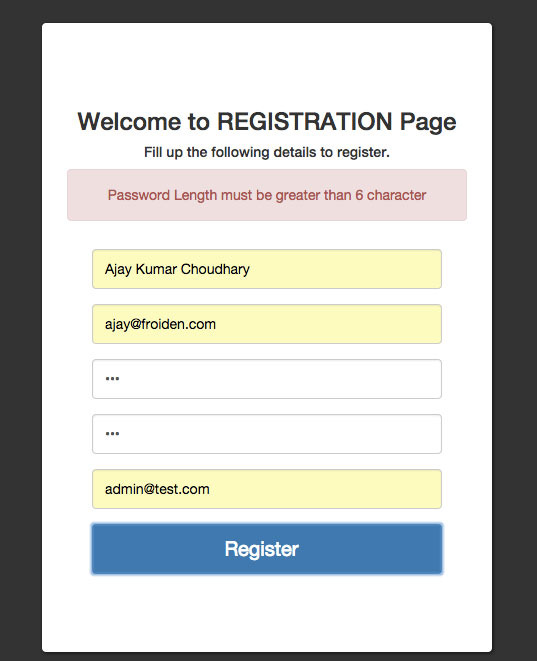 Welcome to REGISTRATION Page
Fill up the following details to register.
Password Length must be greater than 6 character
Ajay Kumar Choudhary
ajay@froiden.com
•••
•••
admin@test.com
Register